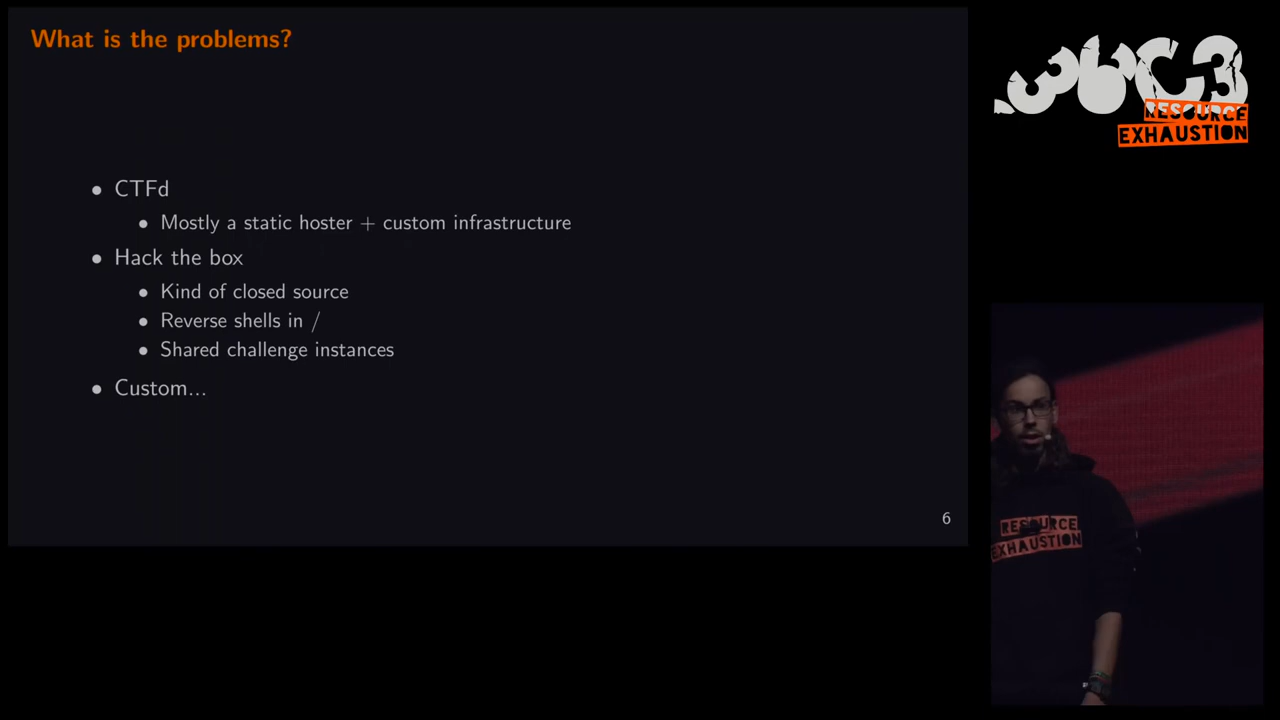 What is the problems?
• CTFd
• Mostly a static hoster + custom infrastructure
• Hack the box
• Kind of closed source
• Reverse shells in /
• Shared challenge instances
• Custom...
6
36C3
RESOURCE
EXHAUSTION
RESOURCE
EXHAUSTION